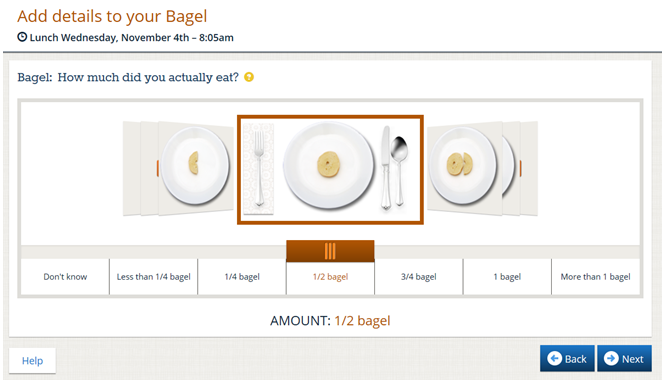 Add details to your Bagel
Lunch Wednesday, November 4th – 8:05am
Bagel: How much did you actually eat? ?
Don't know
Less than 1/4 bagel
1/4 bagel
1/2 bagel
3/4 bagel
1 bagel
More than 1 bagel
AMOUNT: 1/2 bagel
Help
Back
Next